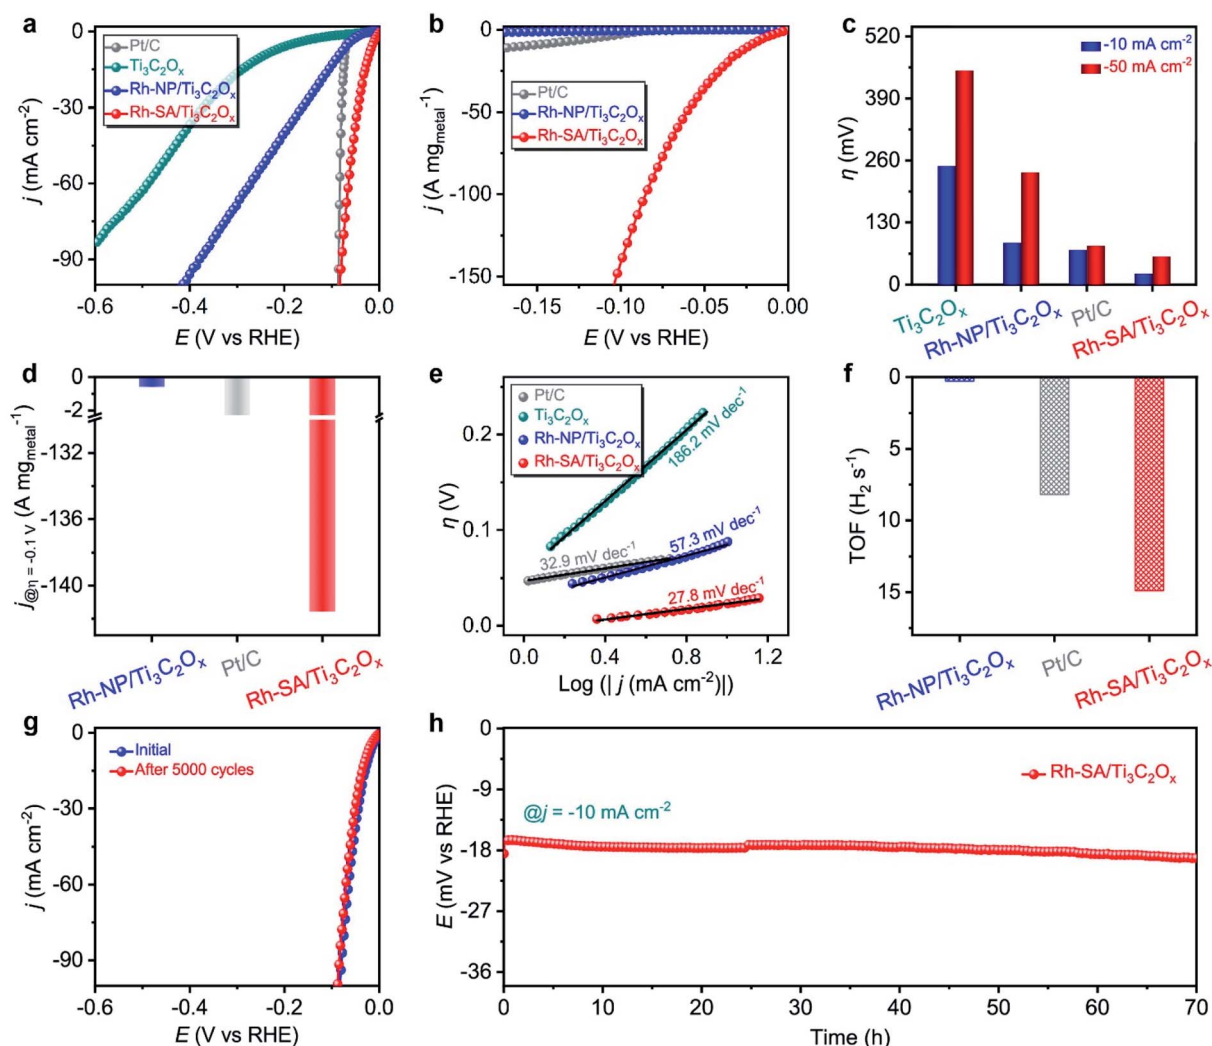 a
Pt/C
Ti₃C₂Oₓ
Rh-NP/Ti₃C₂Oₓ
Rh-SA/Ti₃C₂Oₓ
0
-30
-60
-90
j (mA cm⁻²)
-0.6
-0.4
-0.2
0.0
E (V vs RHE)
b
Pt/C
Rh-NP/Ti₃C₂Oₓ
Rh-SA/Ti₃C₂Oₓ
0
-50
-100
-150
j (A mg_metal⁻¹)
-0.15
-0.10
-0.05
0.00
E (V vs RHE)
c
-10 mA cm⁻²
-50 mA cm⁻²
520
390
260
130
0
η (mV)
Ti₃C₂Oₓ
Rh-NP/Ti₃C₂Oₓ
Pt/C
Rh-SA/Ti₃C₂Oₓ
d
0
-2
-132
-136
-140
j@η = -0.1 V (A mg_metal⁻¹)
Rh-NP/Ti₃C₂Oₓ
Pt/C
Rh-SA/Ti₃C₂Oₓ
e
Pt/C
Ti₃C₂Oₓ
Rh-NP/Ti₃C₂Oₓ
Rh-SA/Ti₃C₂Oₓ
186.2 mV dec⁻¹
57.3 mV dec⁻¹
32.9 mV dec⁻¹
27.8 mV dec⁻¹
0.2
0.1
0.0
η (V)
0.0
0.4
0.8
1.2
Log (| j (mA cm⁻²)|)
f
0
5
10
15
TOF (H₂ s⁻¹)
Rh-NP/Ti₃C₂Oₓ
Pt/C
Rh-SA/Ti₃C₂Oₓ
g
Initial
After 5000 cycles
0
-30
-60
-90
j (mA cm⁻²)
-0.6
-0.4
-0.2
0.0
E (V vs RHE)
h
Rh-SA/Ti₃C₂Oₓ
@j = -10 mA cm⁻²
0
-9
-18
-27
-36
E (mV vs RHE)
0
10
20
30
40
50
60
70
Time (h)